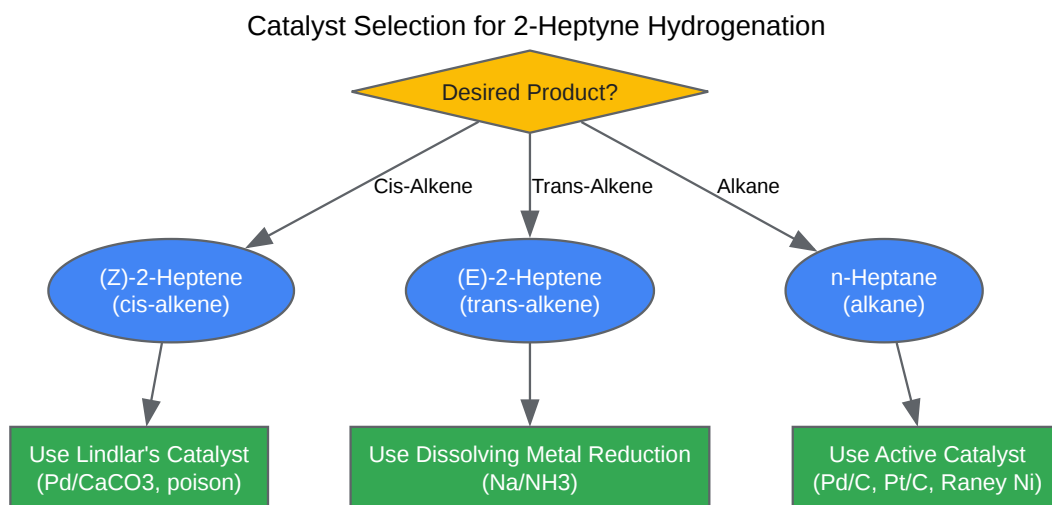 Catalyst Selection for 2-Heptyne Hydrogenation
Desired Product?
Cis-Alkene
Trans-Alkene
Alkane
(Z)-2-Heptene
(cis-alkene)
(E)-2-Heptene
(trans-alkene)
n-Heptane
(alkane)
Use Lindlar's Catalyst
(Pd/CaCO3, poison)
Use Dissolving Metal Reduction
(Na/NH3)
Use Active Catalyst
(Pd/C, Pt/C, Raney Ni)